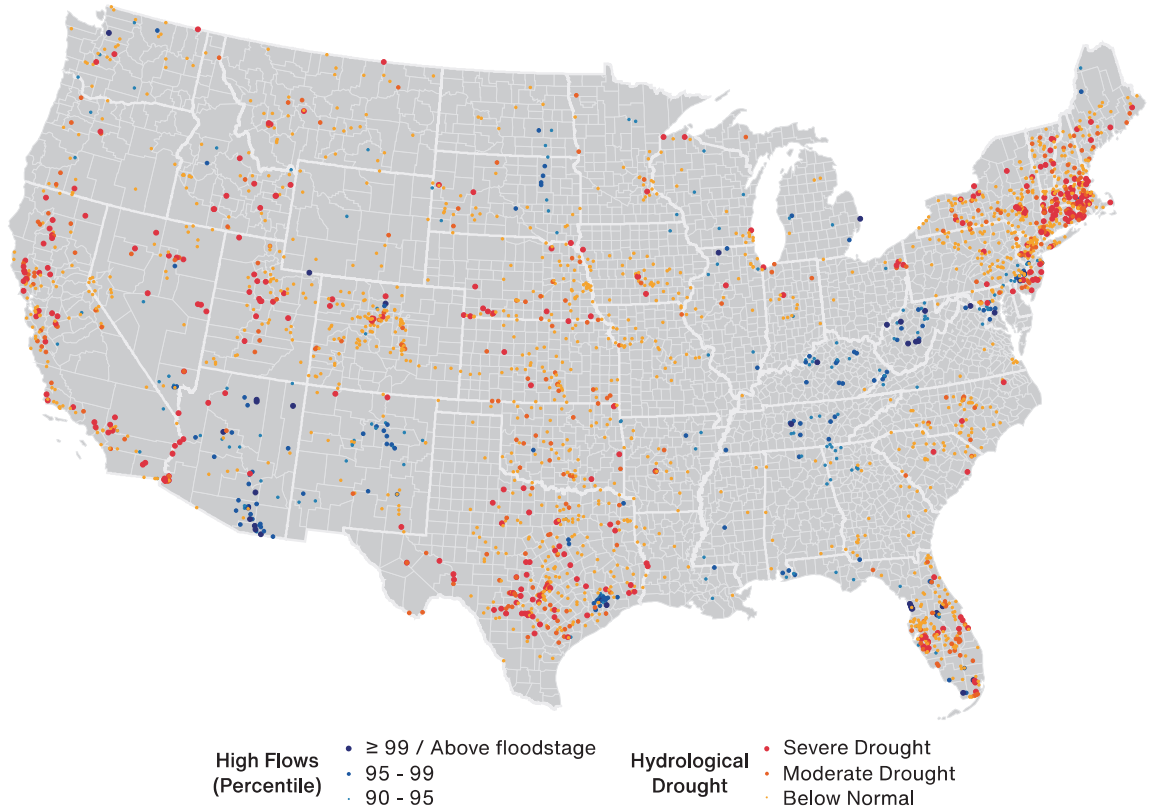 High Flows
(Percentile)
≥ 99 / Above floodstage
95 - 99
90 - 95
Hydrological
Drought
Severe Drought
Moderate Drought
Below Normal